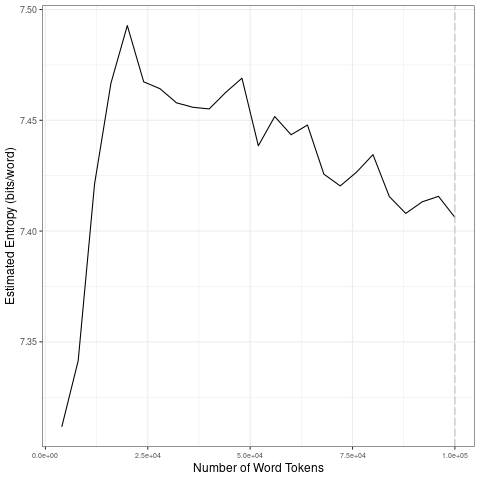 7.50
7.45
7.40
7.35
Estimated Entropy (bits/word)
0.0e+00 2.5e+04 5.0e+04 7.5e+04 1.0e+05
Number of Word Tokens